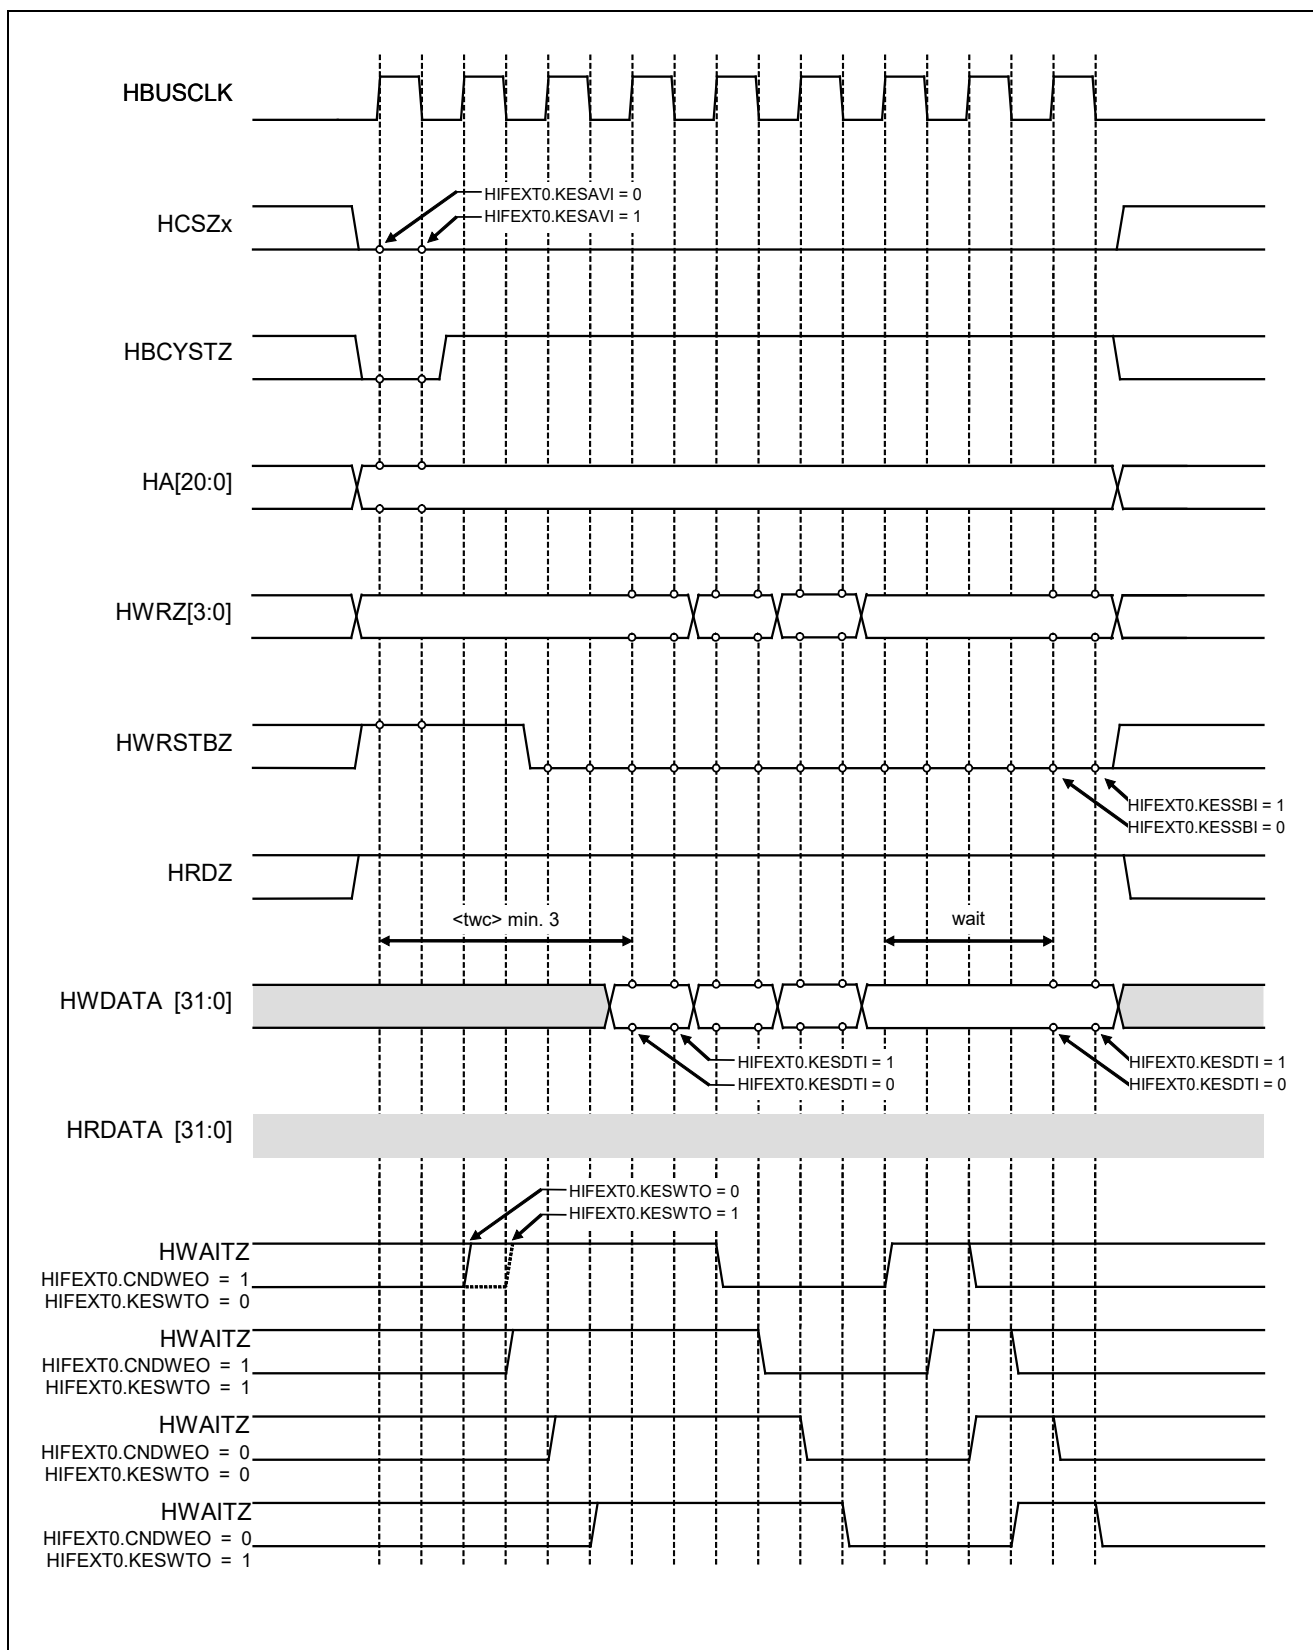 HBUSCLK
HIFEXT0.KESAVI = 0
HIFEXT0.KESAVI = 1
HCSZx
HBCYSTZ
HA[20:0]
HWRZ[3:0]
HWRSTBZ
HIFEXT0.KESSBI = 1
HIFEXT0.KESSBI = 0
HRDZ
<twc> min. 3
wait
HWDATA [31:0]
HIFEXT0.KESDTI = 1
HIFEXT0.KESDTI = 0
HIFEXT0.KESDTI = 1
HIFEXT0.KESDTI = 0
HRDATA [31:0]
HIFEXT0.KESWTO = 0
HIFEXT0.KESWTO = 1
HWAITZ
HIFEXT0.CNDWEO = 1
HIFEXT0.KESWTO = 0
HWAITZ
HIFEXT0.CNDWEO = 1
HIFEXT0.KESWTO = 1
HWAITZ
HIFEXT0.CNDWEO = 0
HIFEXT0.KESWTO = 0
HWAITZ
HIFEXT0.CNDWEO = 0
HIFEXT0.KESWTO = 1